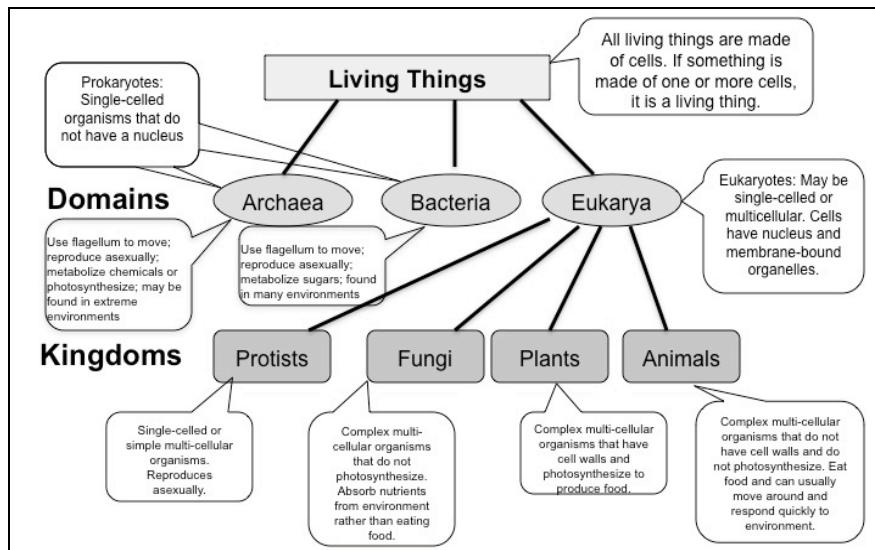 Living Things
All living things are made
of cells. If something is
made of one or more cells,
it is a living thing.
Prokaryotes:
Single-celled
organisms that do
not have a nucleus
Domains
Archaea
Bacteria
Eukarya
Eukaryotes: May be
single-celled or
multicellular. Cells
have nucleus and
membrane-bound
organelles.
Use flagellum to move;
reproduce asexually;
metabolize chemicals or
photosynthesize; may be
found in extreme
environments
Use flagellum to move;
reproduce asexually;
metabolize sugars; found
in many environments
Kingdoms
Protists
Fungi
Plants
Animals
Single-celled or
simple multi-cellular
organisms.
Reproduces
asexually.
Complex multi-
cellular organisms
that do not
photosynthesize.
Absorb nutrients
from environment
rather than eating
food.
Complex multi-cellular
organisms that have
cell walls and
photosynthesize to
produce food.
Complex multi-cellular
organisms that do not
have cell walls and do
not photosynthesize. Eat
food and can usually
move around and
respond quickly to
environment.